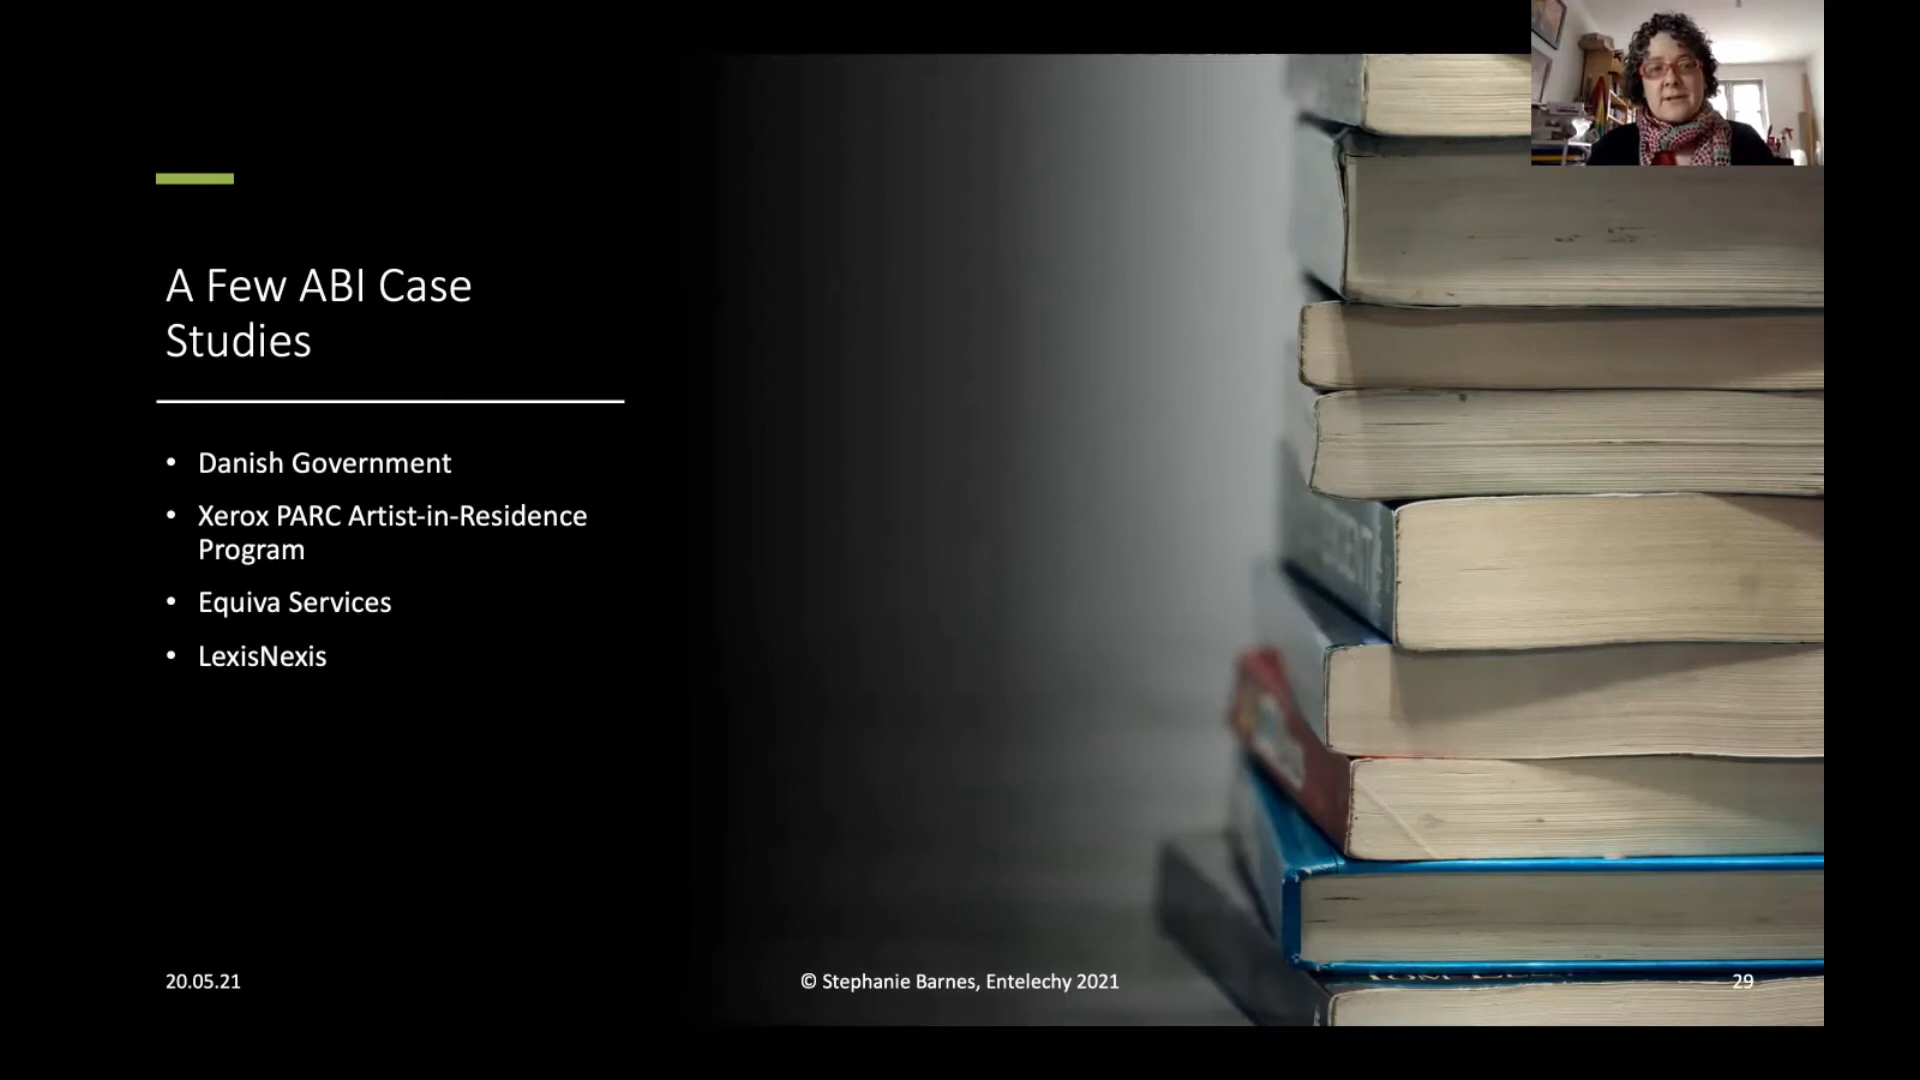 A Few ABI Case
Studies
• Danish Government
• Xerox PARC Artist-in-Residence
Program
• Equiva Services
• LexisNexis
20.05.21
© Stephanie Barnes, Entelechy 2021
29